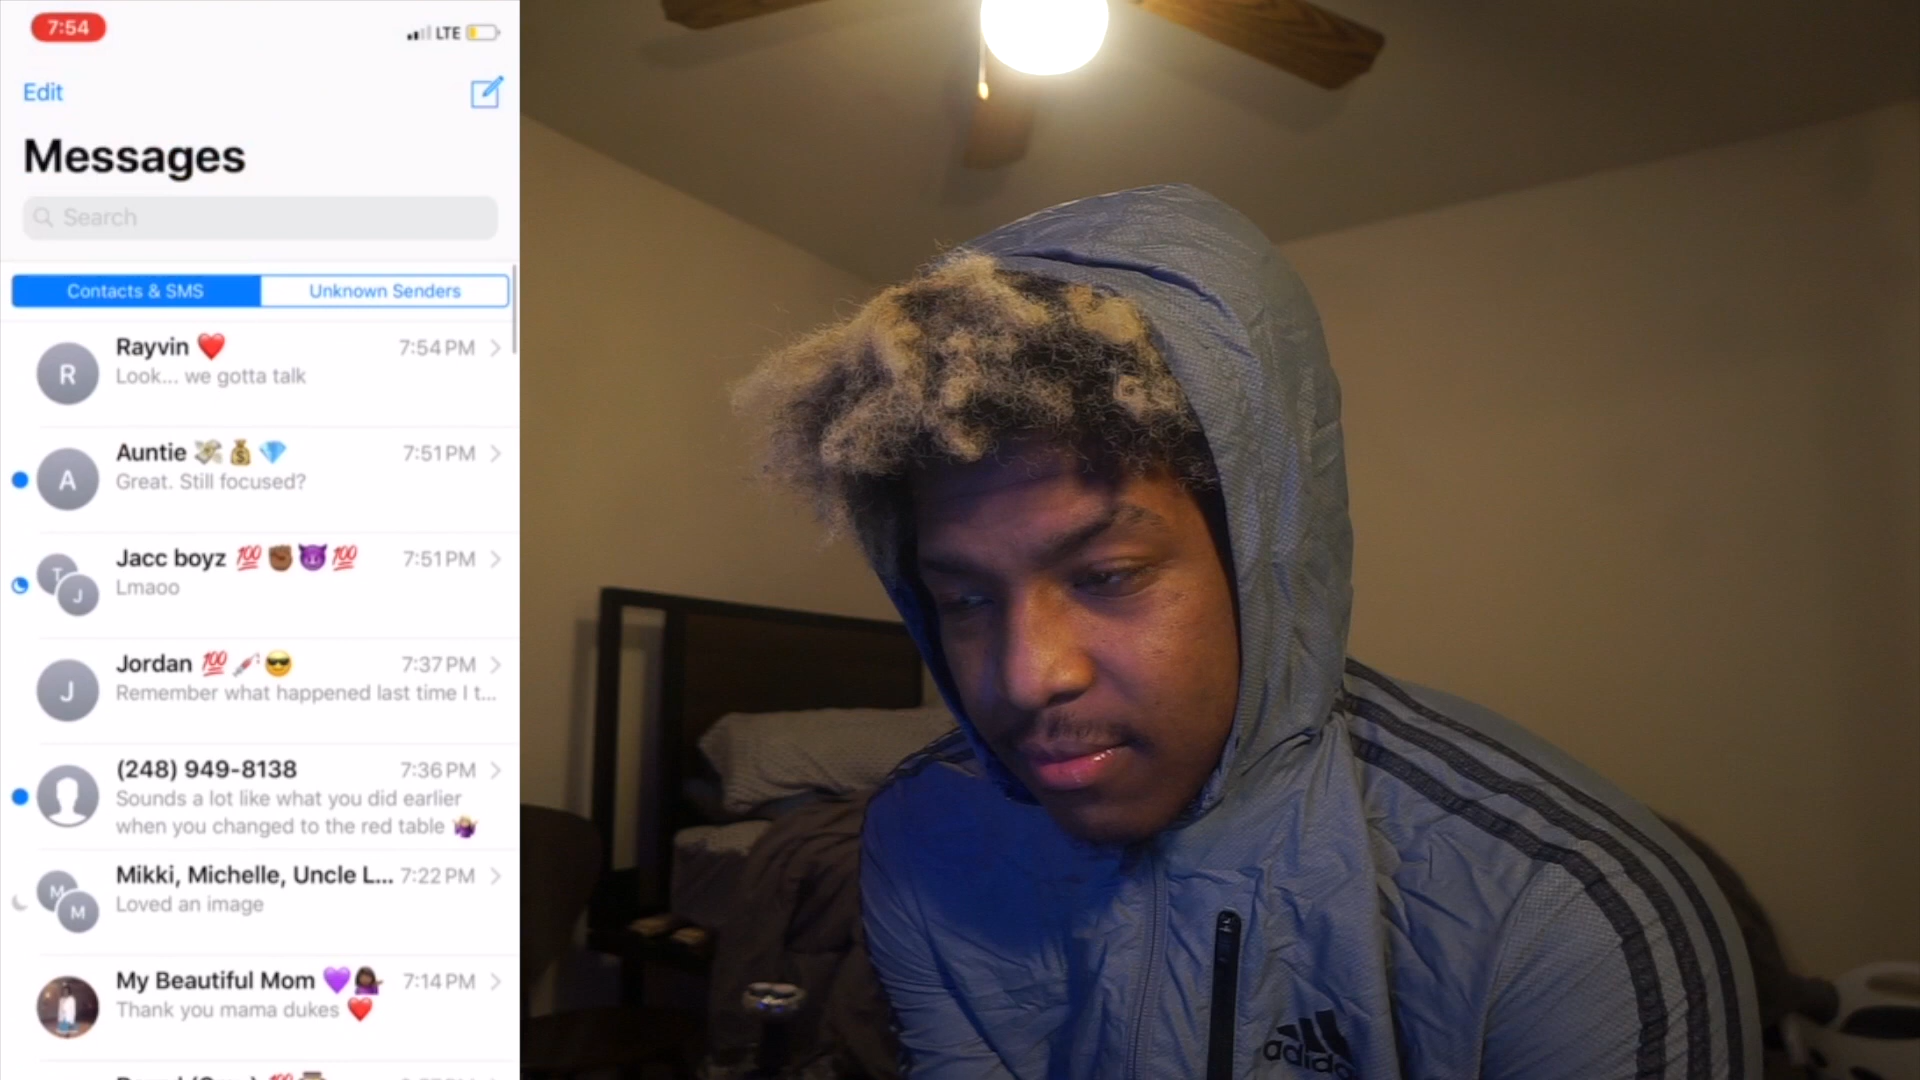 7:54
LTE
Edit
Messages
Search
Contacts & SMS
Unknown Senders
R
Rayvin ❤️
7:54 PM
Look... we gotta talk
A
Auntie 💸💰💎
7:51 PM
Great. Still focused?
T
J
Jacc boyz 💯✊🏾😈💯
7:51 PM
Lmaoo
J
Jordan 💯💉😎
7:37 PM
Remember what happened last time I t...
(248) 949-8138
7:36 PM
Sounds a lot like what you did earlier
when you changed to the red table 🤷🏼‍♀️
M
M
Mikki, Michelle, Uncle L...
7:22 PM
Loved an image
My Beautiful Mom 💜💁🏾‍♀️
7:14 PM
Thank you mama dukes ❤️
adidas